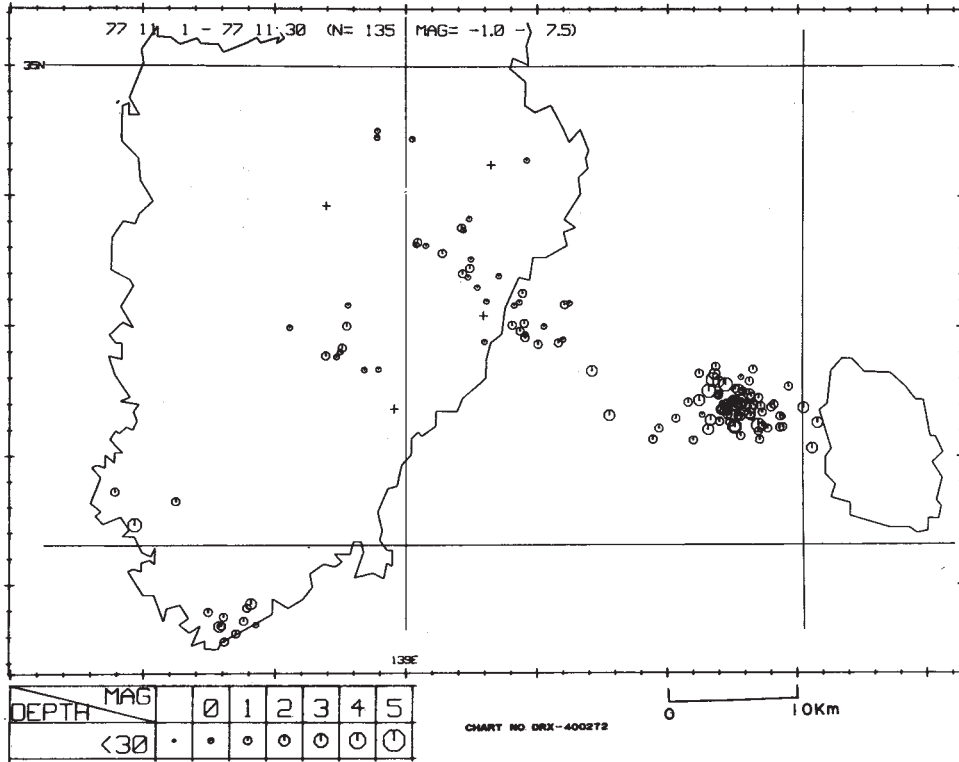 77 11 1 - 77 11 30 (N= 135 MAG= -1.0 - 7.5)
35N
139E
MAG 0 1 2 3 4 5
DEPTH
<30
0 10Km
CHART NO. DRX-400272